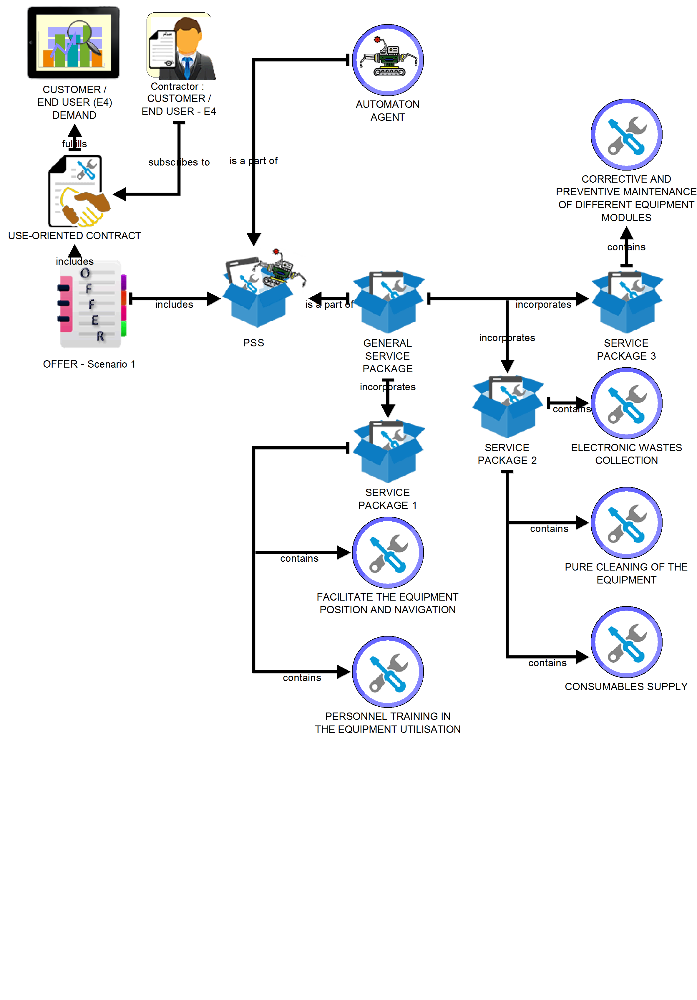 CUSTOMER /
END USER (E4)
DEMAND
Contractor :
CUSTOMER /
END USER - E4
AUTOMATON
AGENT
fulfills
subscribes to
is a part of
CORRECTIVE AND
PREVENTIVE MAINTENANCE
OF DIFFERENT EQUIPMENT
MODULES
USE-ORIENTED CONTRACT
contains
includes
O
F
F
E
R
includes
is a part of
incorporates
incorporates
OFFER - Scenario 1
PSS
GENERAL
SERVICE
PACKAGE
SERVICE
PACKAGE 3
incorporates
contains
SERVICE
PACKAGE 2
ELECTRONIC WASTES
COLLECTION
SERVICE
PACKAGE 1
contains
contains
PURE CLEANING OF THE
EQUIPMENT
FACILITATE THE EQUIPMENT
POSITION AND NAVIGATION
contains
contains
CONSUMABLES SUPPLY
PERSONNEL TRAINING IN
THE EQUIPMENT UTILISATION